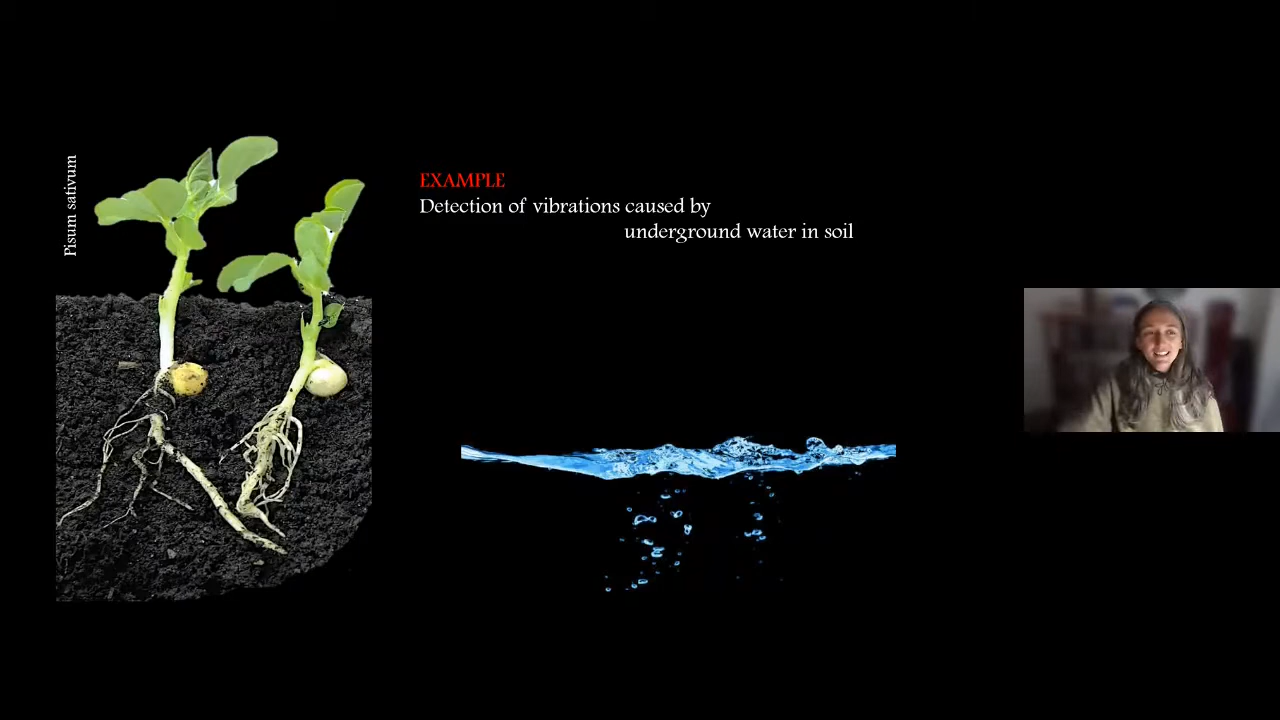 Pisum sativum
EXAMPLE
Detection of vibrations caused by
underground water in soil